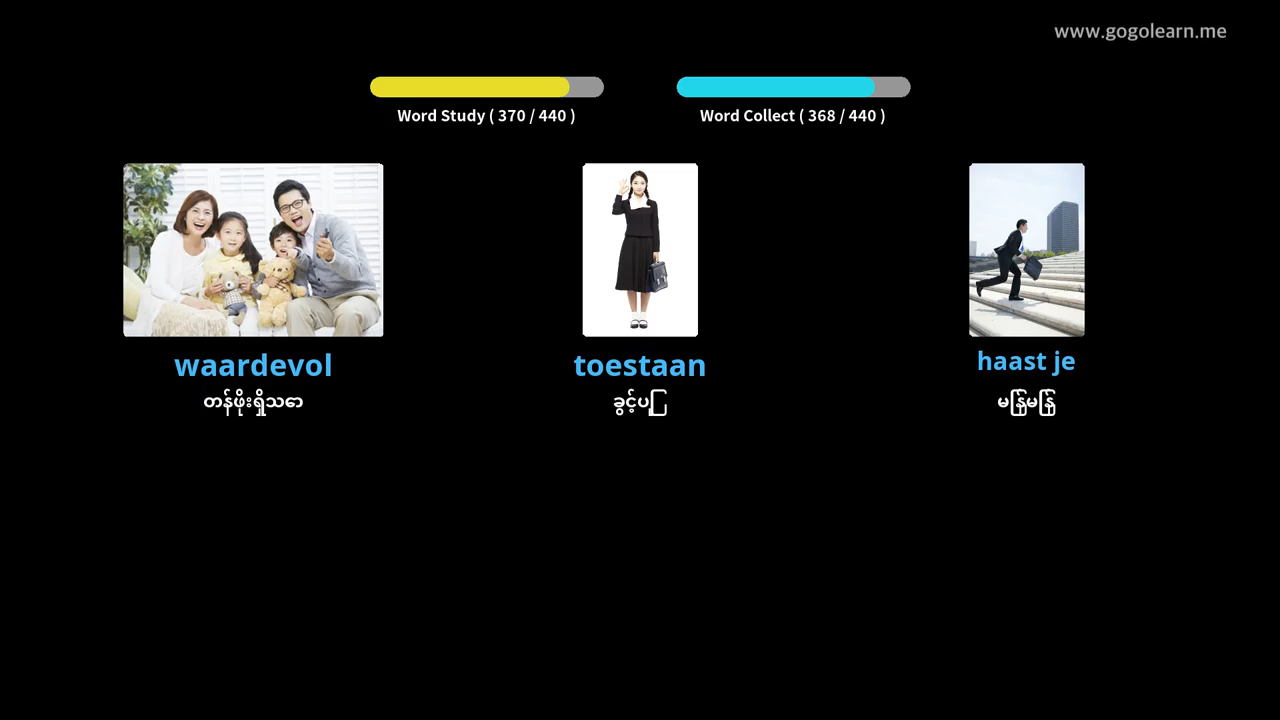 www.gogolearn.me
Word Study ( 370 / 440 )
Word Collect ( 368 / 440 )
waardevol
toestaan
haast je
တန်ဖိုးရှိသော
ခွင့်ပြု
မြန်မြန်